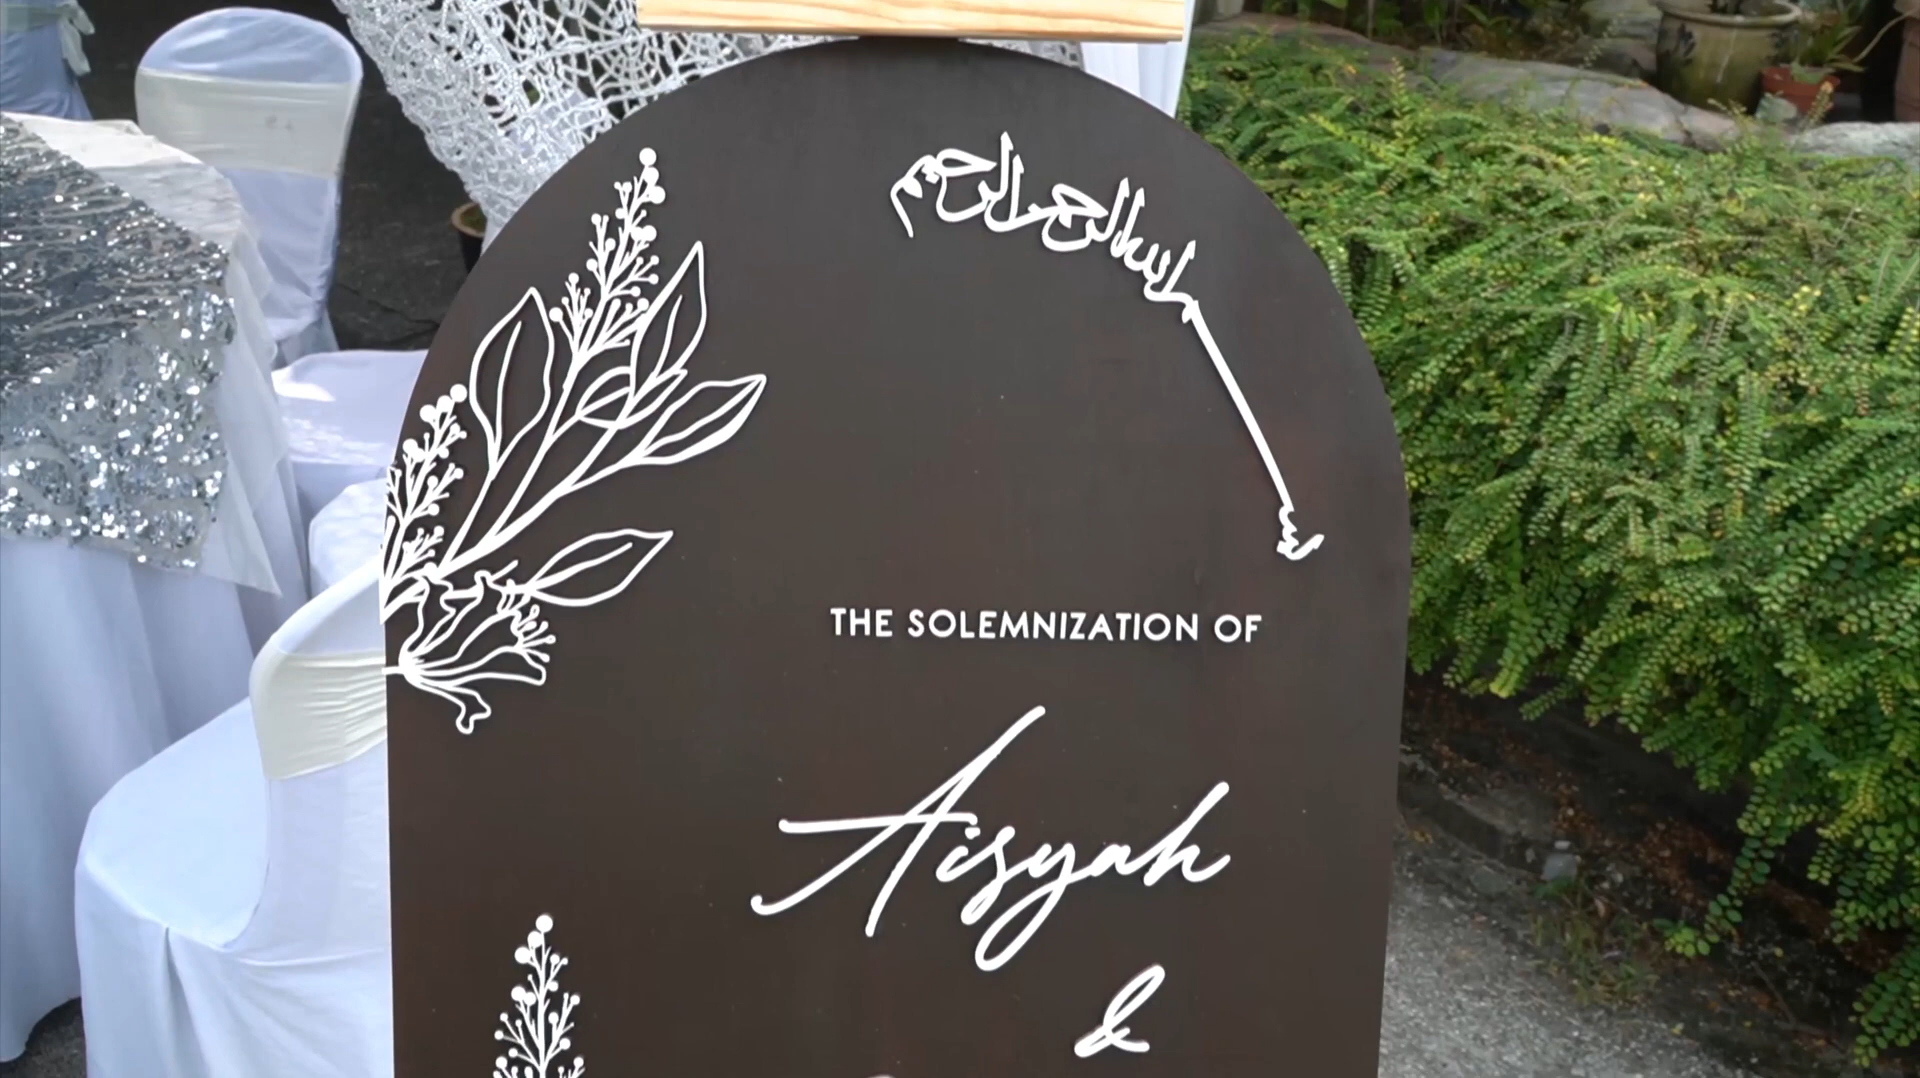 بسم الله الرحمن الرحيم
THE SOLEMNIZATION OF
Aisyah
&